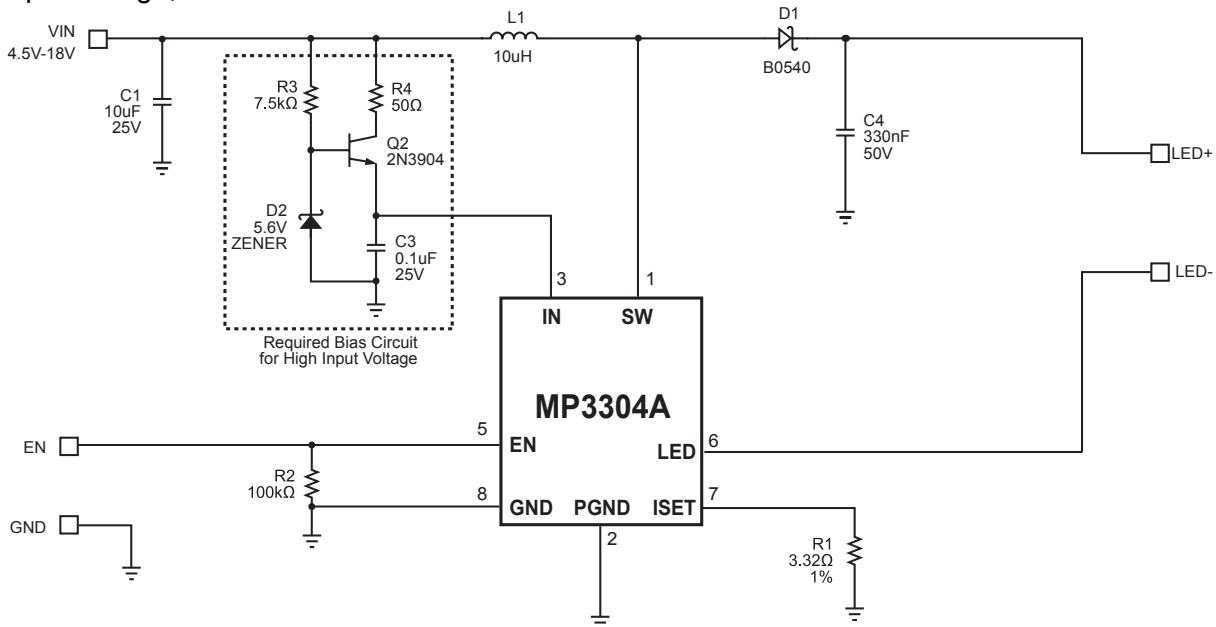 VIN
4.5V-18V
C1
10uF
25V
R3
7.5kΩ
R4
50Ω
Q2
2N3904
D2
5.6V
ZENER
C3
0.1uF
25V
Required Bias Circuit
for High Input Voltage
L1
10uH
D1
B0540
C4
330nF
50V
LED+
LED-
3
1
IN
SW
MP3304A
EN
5
EN
R2
100kΩ
8
GND
PGND
ISET
LED
6
7
2
GND
R1
3.32Ω
1%